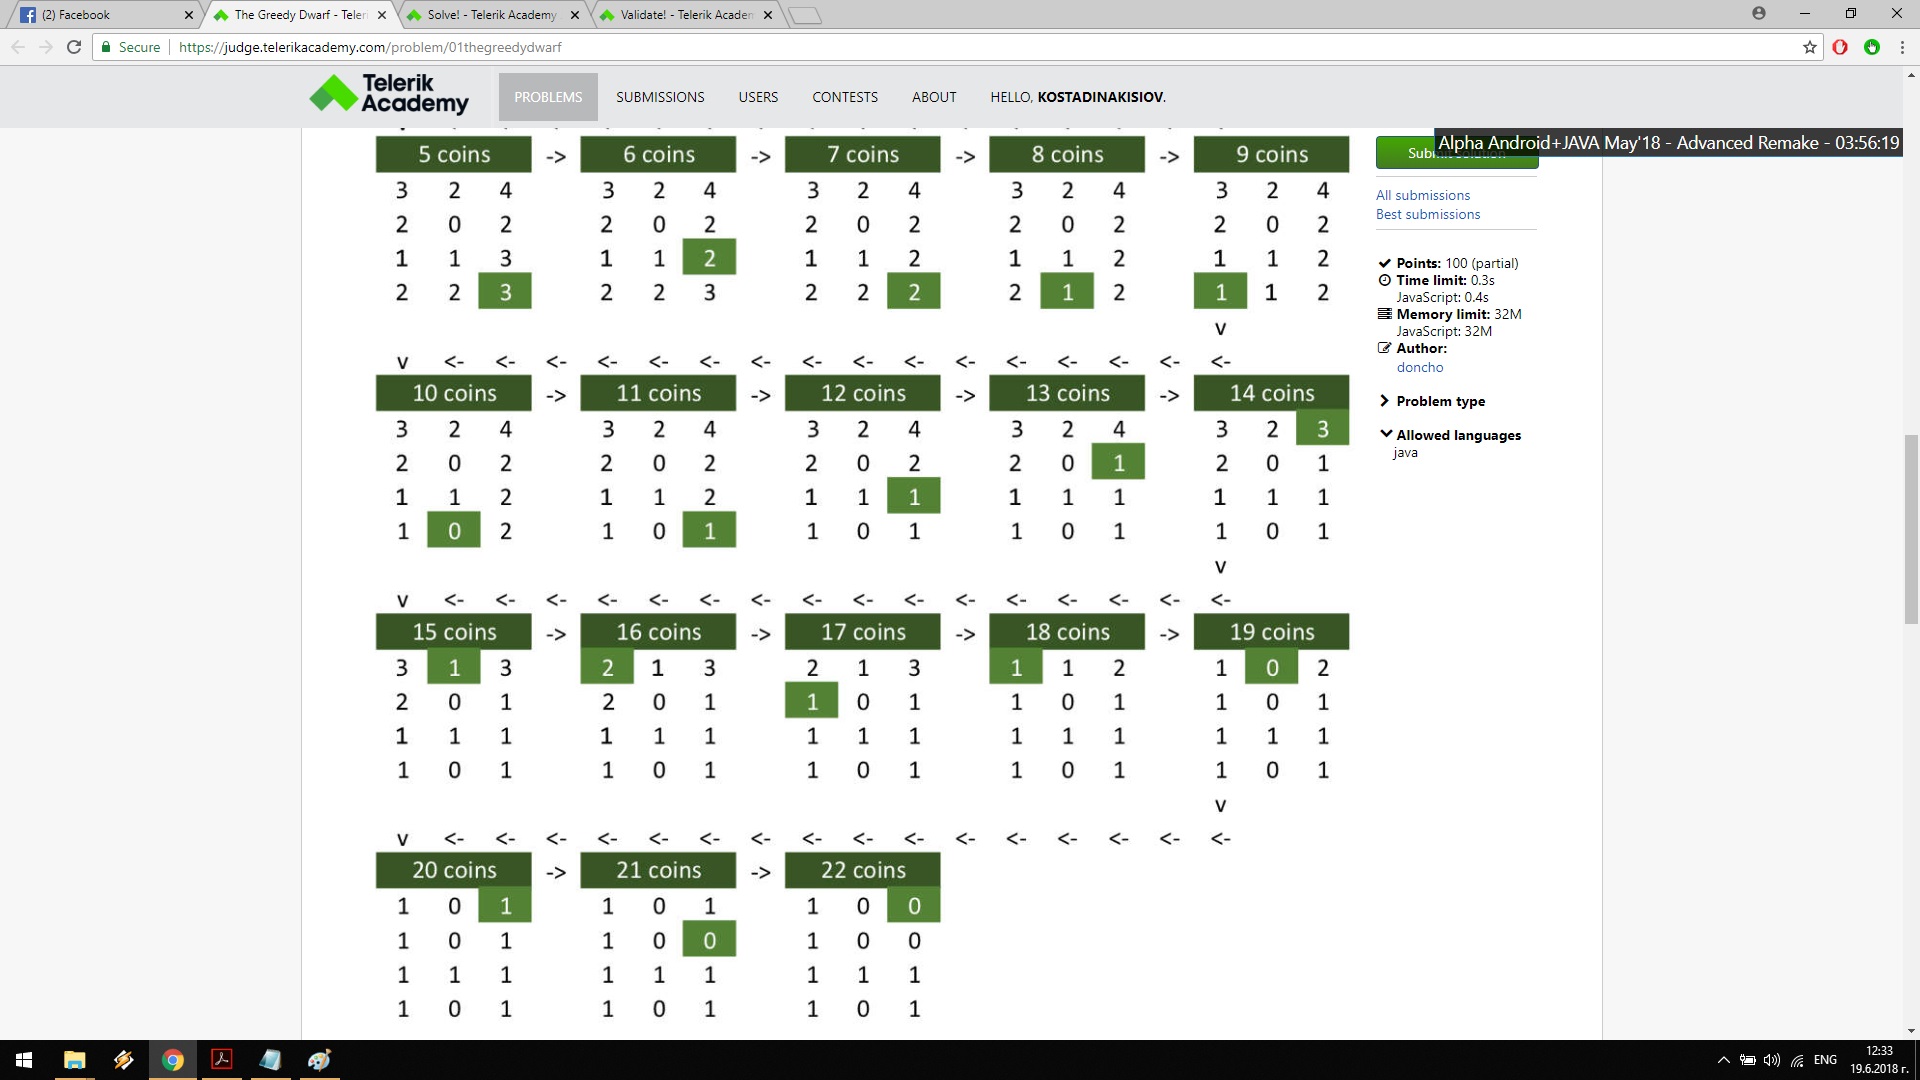 (2) Facebook
The Greedy Dwarf - Teler
Solve! - Telerik Academy
Validate! - Telerik Academ
Secure
https://judge.telerikacademy.com/problem/01thegreedydwarf
Telerik Academy
PROBLEMS SUBMISSIONS USERS CONTESTS ABOUT HELLO, KOSTADINAKISIOV.
Alpha Android+JAVA May'18 - Advanced Remake - 03:56:19
5 coins -> 6 coins -> 7 coins -> 8 coins -> 9 coins
3 2 4 3 2 4 3 2 4 3 2 4 3 2 4
2 0 2 2 0 2 2 0 2 2 0 2 2 0 2
1 1 3 1 1 2 1 1 2 1 1 2 1 1 2
2 2 3 2 2 3 2 2 2 2 1 2 1 1 2
v
v <- <- <- <- <- <- <- <- <- <- <- <- <- <- <- <-
10 coins -> 11 coins -> 12 coins -> 13 coins -> 14 coins
3 2 4 3 2 4 3 2 4 3 2 4 3 2 3
2 0 2 2 0 2 2 0 2 2 0 1 2 0 1
1 1 2 1 1 2 1 1 1 1 1 1 1 1 1
1 0 2 1 0 1 1 0 1 1 0 1 1 0 1
v
v <- <- <- <- <- <- <- <- <- <- <- <- <- <- <- <-
15 coins -> 16 coins -> 17 coins -> 18 coins -> 19 coins
3 1 3 2 1 3 2 1 3 1 1 2 1 0 2
2 0 1 2 0 1 1 0 1 1 0 1 1 0 1
1 1 1 1 1 1 1 1 1 1 1 1 1 1 1
1 0 1 1 0 1 1 0 1 1 0 1 1 0 1
v
v <- <- <- <- <- <- <- <- <- <- <- <- <- <- <- <-
20 coins -> 21 coins -> 22 coins
1 0 1 1 0 1 1 0 0
1 0 1 1 0 0 1 0 0
1 1 1 1 1 1 1 1 1
1 0 1 1 0 1 1 0 1
All submissions
Best submissions
Points: 100 (partial)
Time limit: 0.3s
JavaScript: 0.4s
Memory limit: 32M
JavaScript: 32M
Author:
doncho
Problem type
Allowed languages
java
ENG
12:33
19.6.2018 г.